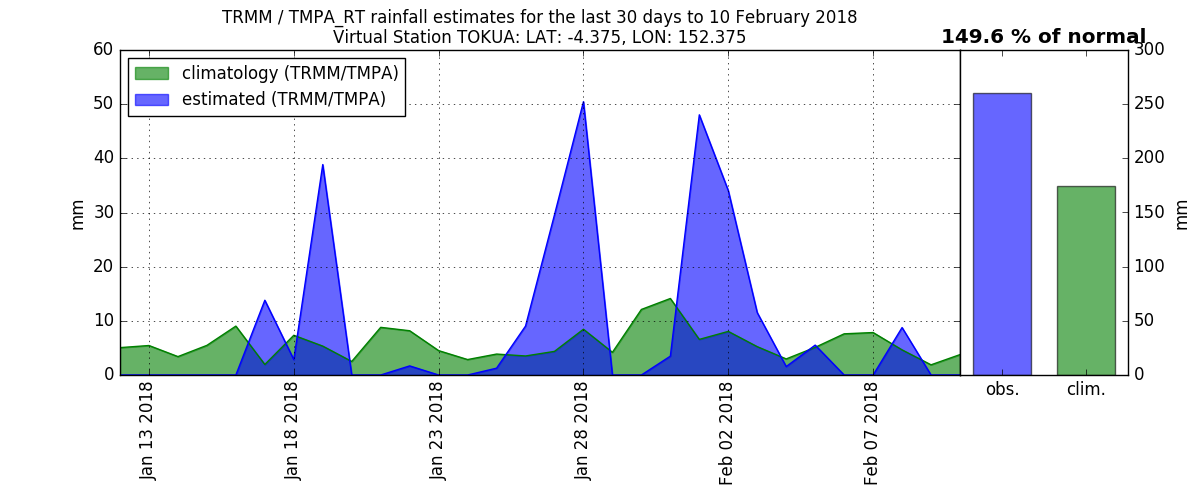 TRMM / TMPA_RT rainfall estimates for the last 30 days to 10 February 2018
Virtual Station TOKUA: LAT: -4.375, LON: 152.375
149.6 % of normal
climatology (TRMM/TMPA)
estimated (TRMM/TMPA)
60
50
40
30
20
10
0
mm
300
250
200
150
100
50
0
mm
Jan 13 2018
Jan 18 2018
Jan 23 2018
Jan 28 2018
Feb 02 2018
Feb 07 2018
obs.
clim.